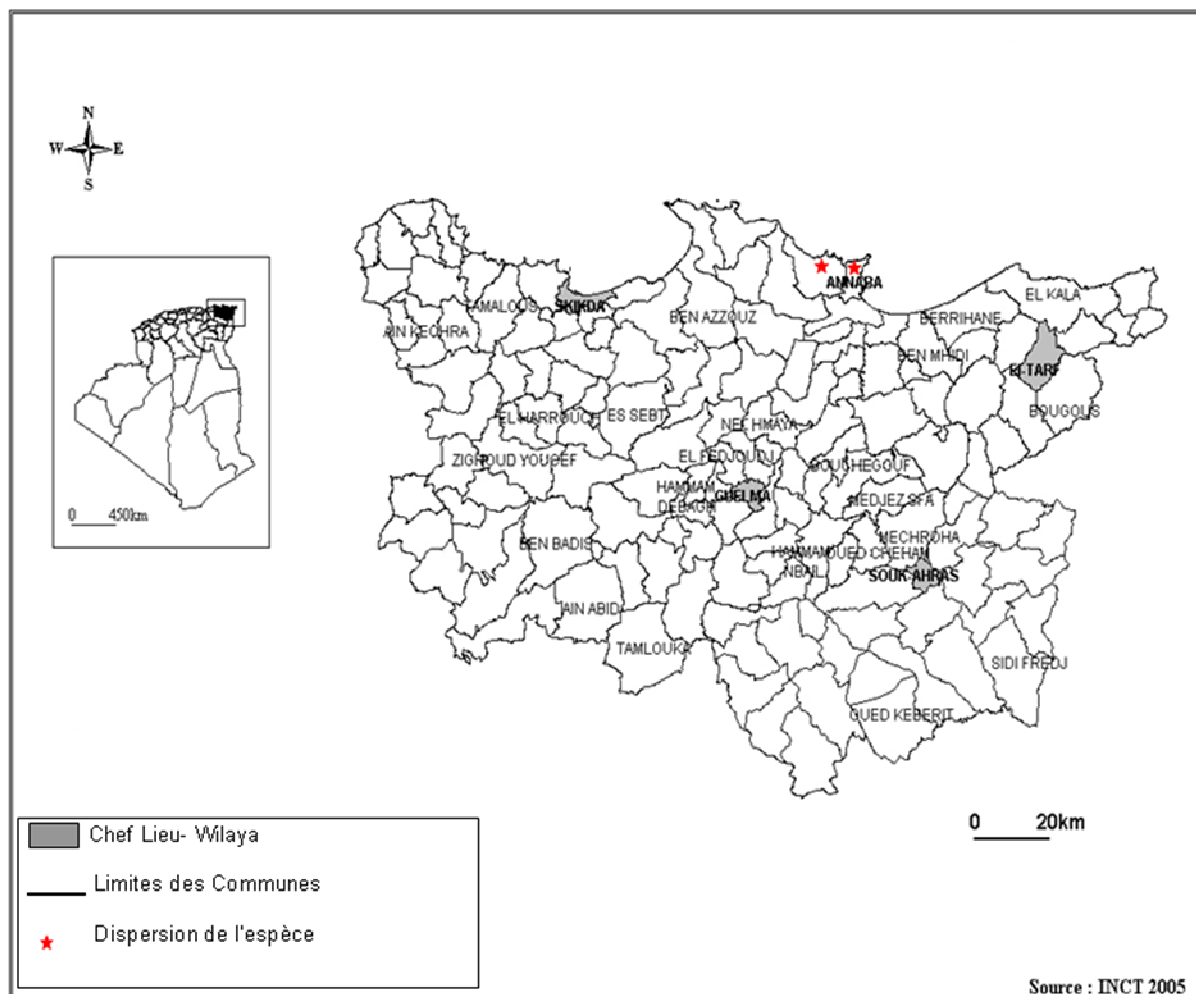 N
W E
S
0 450km
TAMALOUS
SKIKDA
AIN KECHRA
BEN AZZOUZ
ANNABA
EL KALA
BERRIHANE
BEN MHIDI
El TARF
BOUGOUS
EL HARROUCH
ES SEBT
NECHMAYA
ZIGHOUD YOUCEF
EL FEDJOUDJ
BOUCHEGOUF
HAMMAM
DEBAGH
GUELMA
MEDJEZ SFA
MECHROHA
BEN BADIS
HAMMAM
NBAIL
OUED CHEHAM
SOUK AHRAS
AIN ABID
TAMLOUKA
SIDI FREDJ
OUED KEBERIT
0 20km
Chef Lieu- Wilaya
Limites des Communes
Dispersion de l'espèce
Source : INCT 2005